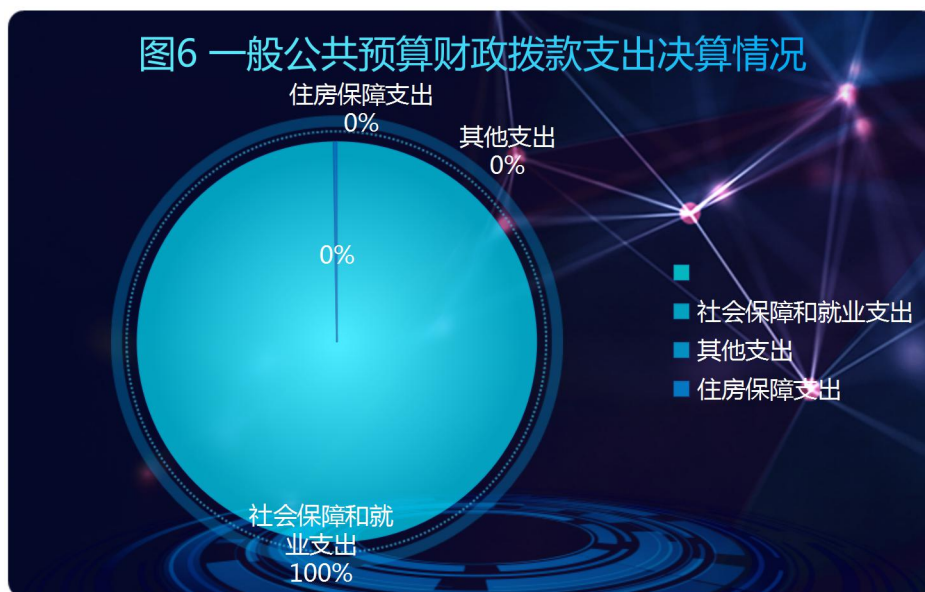 图6 一般公共预算财政拨款支出决算情况
住房保障支出
0%
其他支出
0%
0%
社会保障和就业支出
其他支出
住房保障支出
社会保障和就
业支出
100%